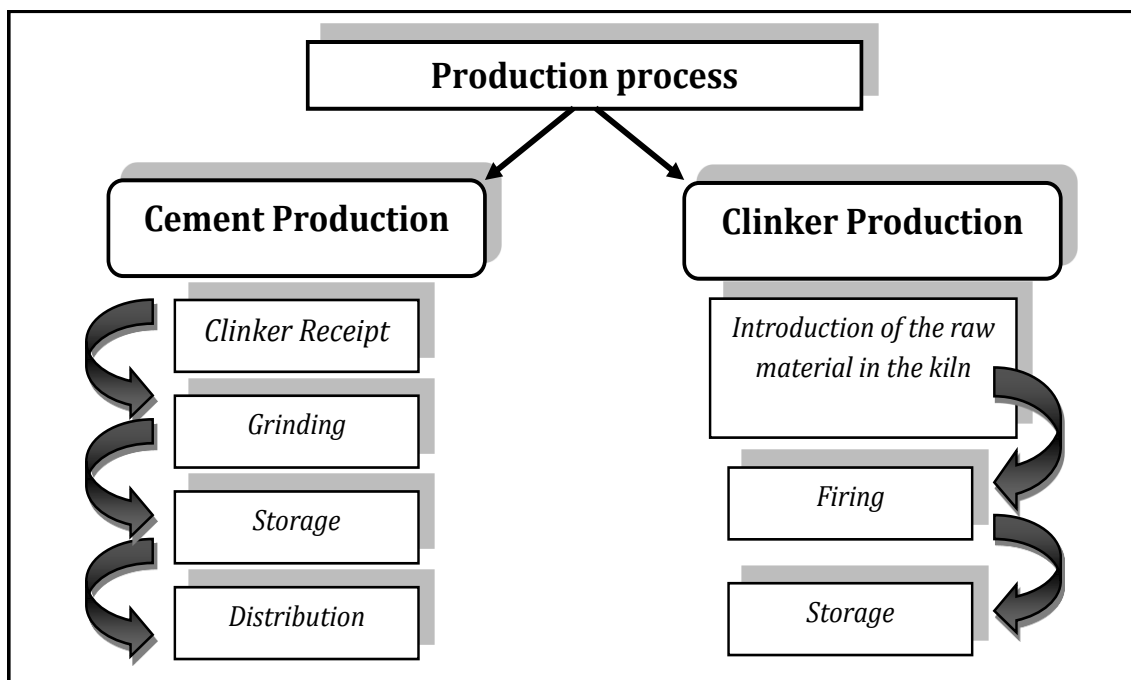 Production process
Cement Production
Clinker Receipt
Grinding
Storage
Distribution
Clinker Production
Introduction of the raw
material in the kiln
Firing
Storage